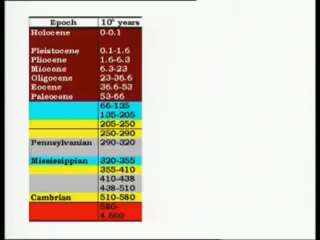 Epoch 10⁶ years
Holocene 0-0.1
Pleistocene 0.1-1.6
Pliocene 1.6-6.3
Miocene 6.3-23
Oligocene 23-36.6
Eocene 36.6-53
Paleocene 53-66
66-135
135-205
205-250
250-290
Pennsylvanian 290-320
Mississippian 320-355
355-410
410-438
438-510
Cambrian 510-580
580-
4,600